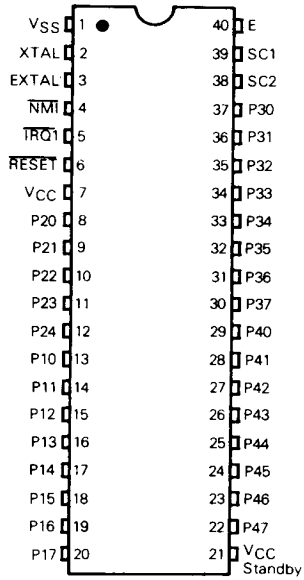 VSS 1 40 E
XTAL 2 39 SC1
EXTAL 3 38 SC2
NMI 4 37 P30
IRQ1 5 36 P31
RESET 6 35 P32
VCC 7 34 P33
P20 8 33 P34
P21 9 32 P35
P22 10 31 P36
P23 11 30 P37
P24 12 29 P40
P10 13 28 P41
P11 14 27 P42
P12 15 26 P43
P13 16 25 P44
P14 17 24 P45
P15 18 23 P46
P16 19 22 P47
P17 20 21 VCC
Standby